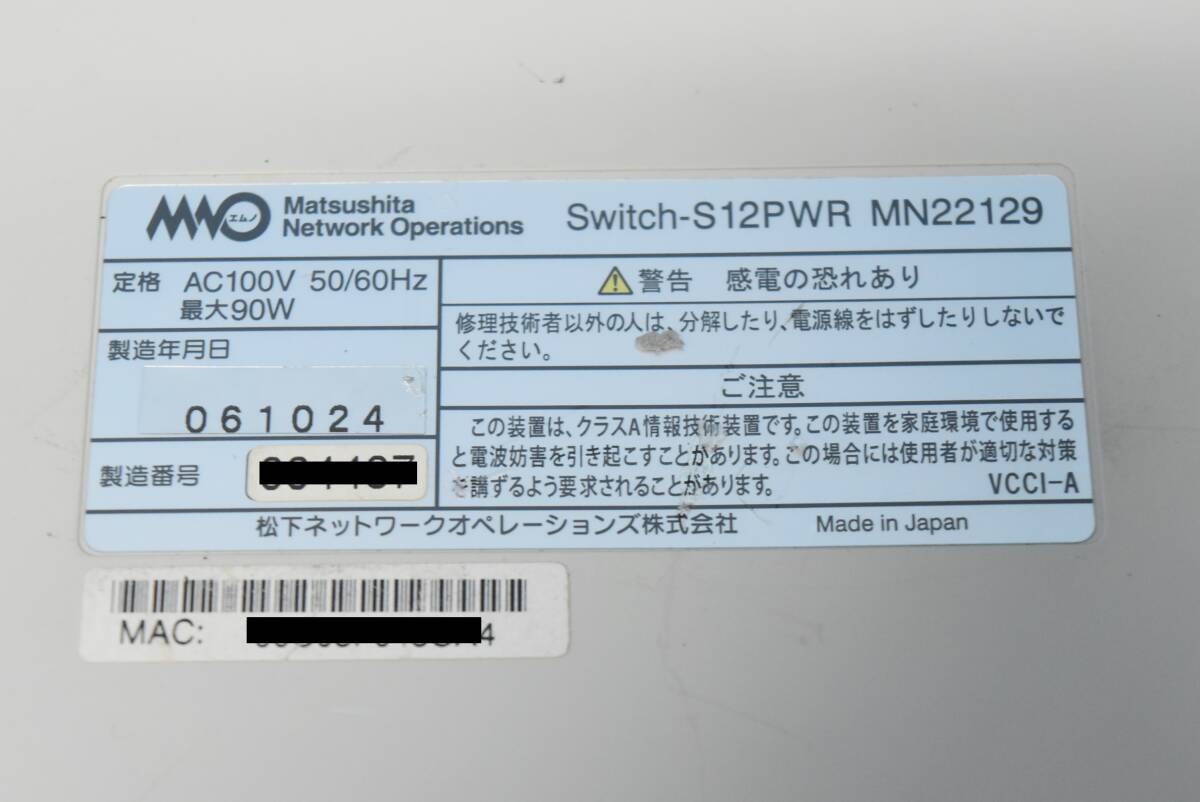 MNO エムノ
Matsushita
Network Operations
Switch-S12PWR MN22129
定格 AC100V 50/60Hz
最大90W
製造年月日
061024
製造番号
警告 感電の恐れあり
修理技術者以外の人は、分解したり、電源線をはずしたりしないで
ください。
ご注意
この装置は、クラスA情報技術装置です。この装置を家庭環境で使用する
と電波妨害を引き起こすことがあります。この場合には使用者が適切な対策
を講ずるよう要求されることがあります。
VCCI-A
松下ネットワークオペレーションズ株式会社
Made in Japan
MAC: